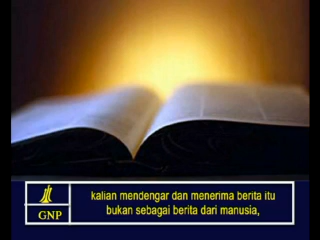 kalian mendengar dan menerima berita itu
bukan sebagai berita dari manusia,
GNP